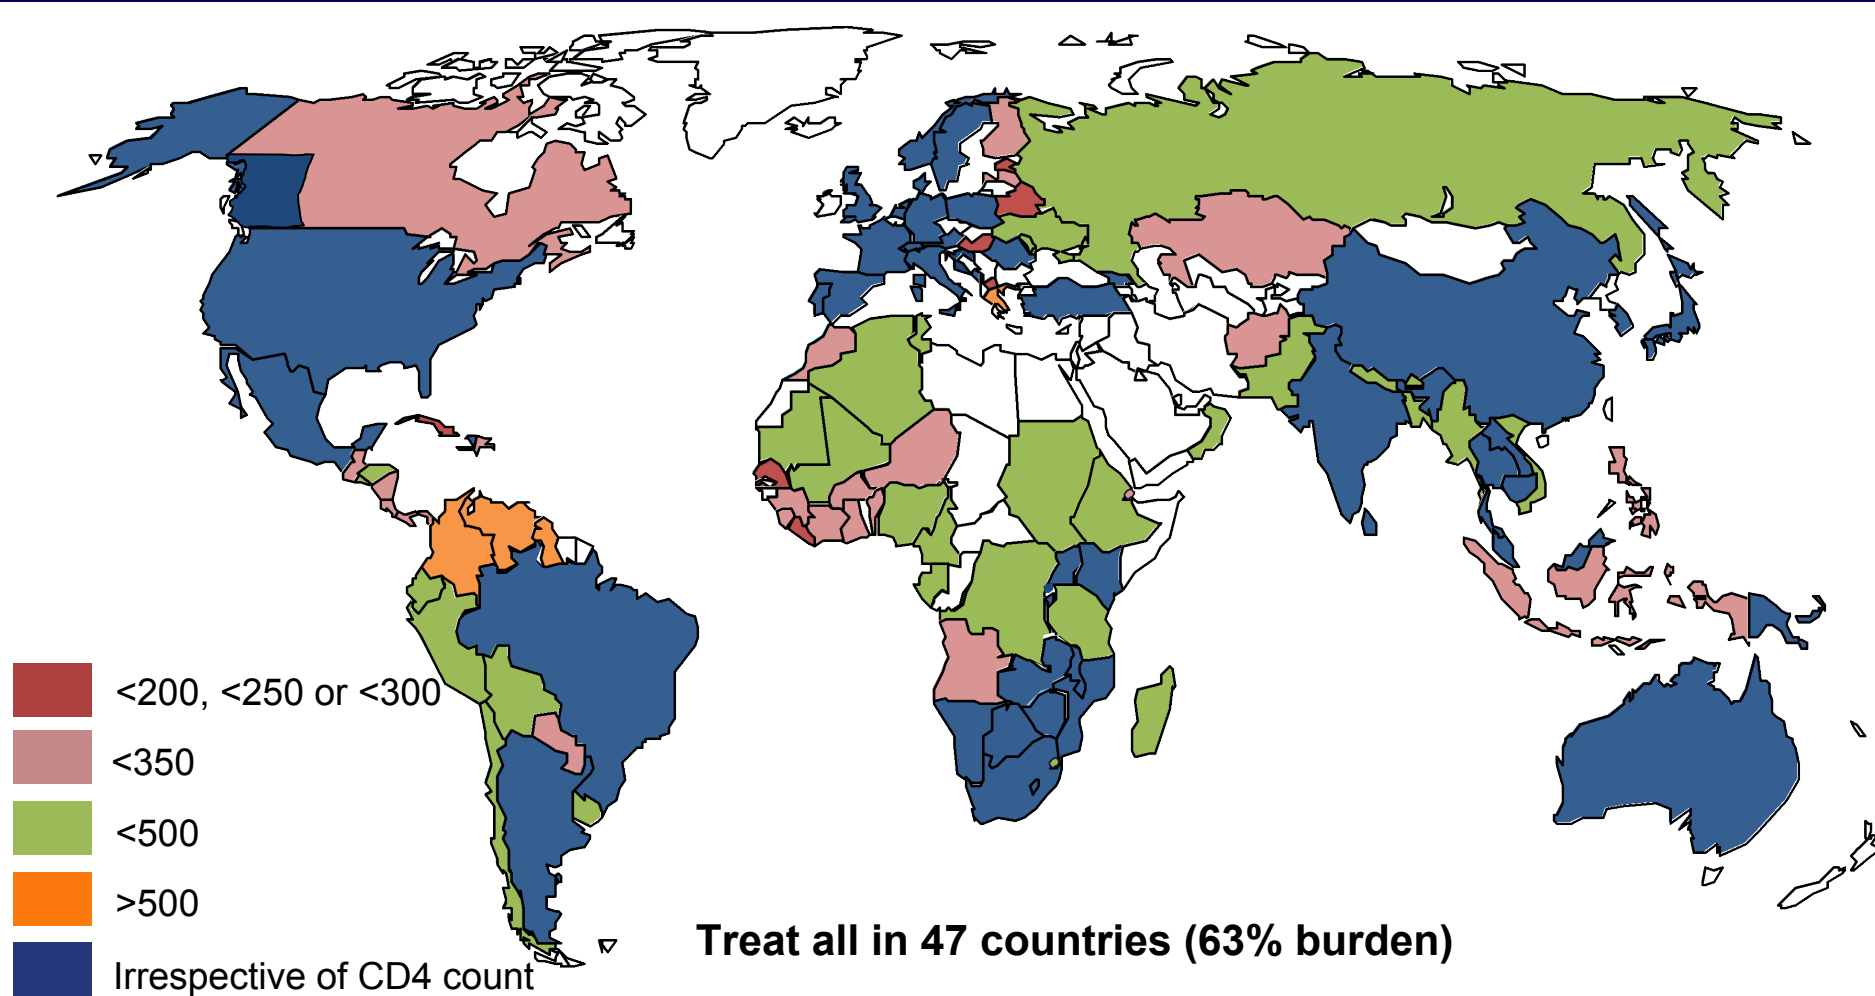 <200, <250 or <300
<350
<500
>500
Irrespective of CD4 count
Treat all in 47 countries (63% burden)